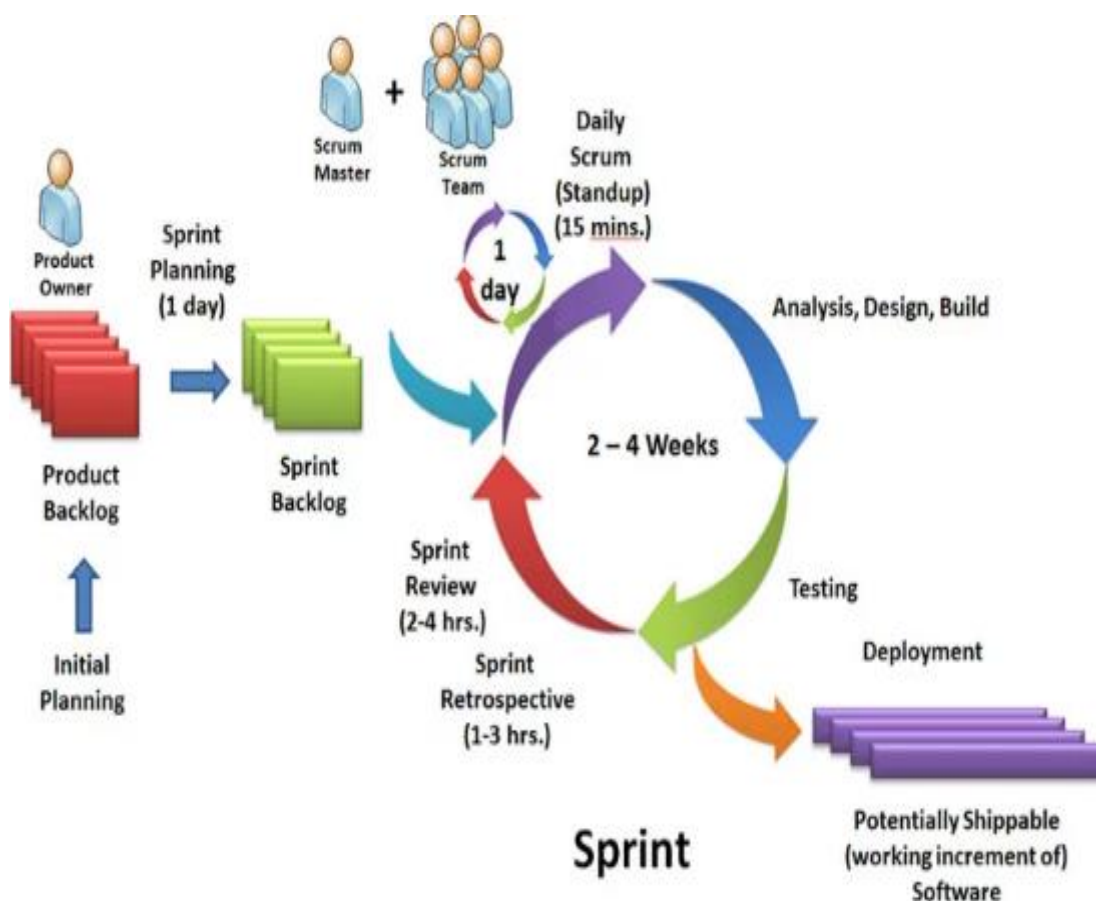 Scrum
Master
+
Scrum
Team
Daily
Scrum
(Standup)
(15 mins.)
Product
Owner
Sprint
Planning
(1 day)
1
day
Analysis, Design, Build
2 – 4 Weeks
Product
Backlog
Sprint
Backlog
Initial
Planning
Sprint
Review
(2-4 hrs.)
Sprint
Retrospective
(1-3 hrs.)
Testing
Deployment
Potentially Shippable
(working increment of)
Software
Sprint